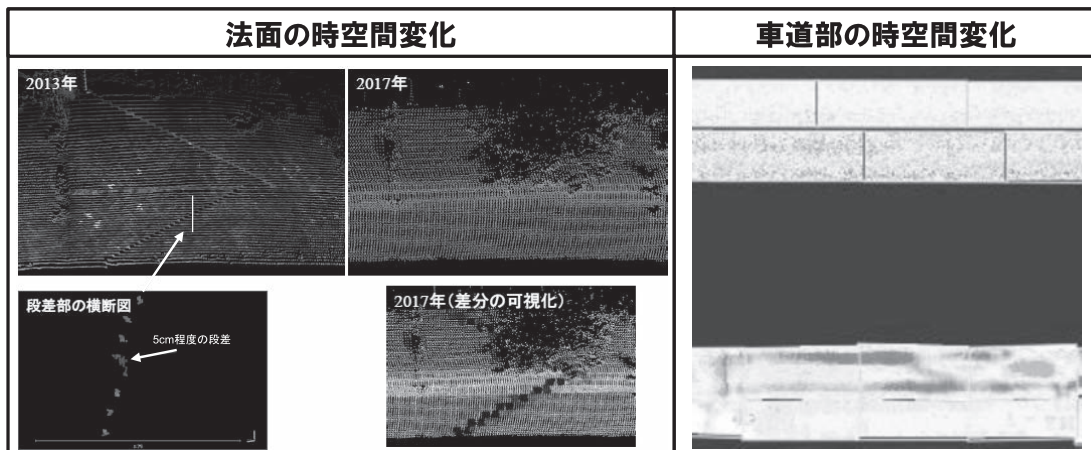 法面の時空間変化
車道部の時空間変化
2013年
2017年
段差部の横断図
5cm程度の段差
2017年(差分の可視化)